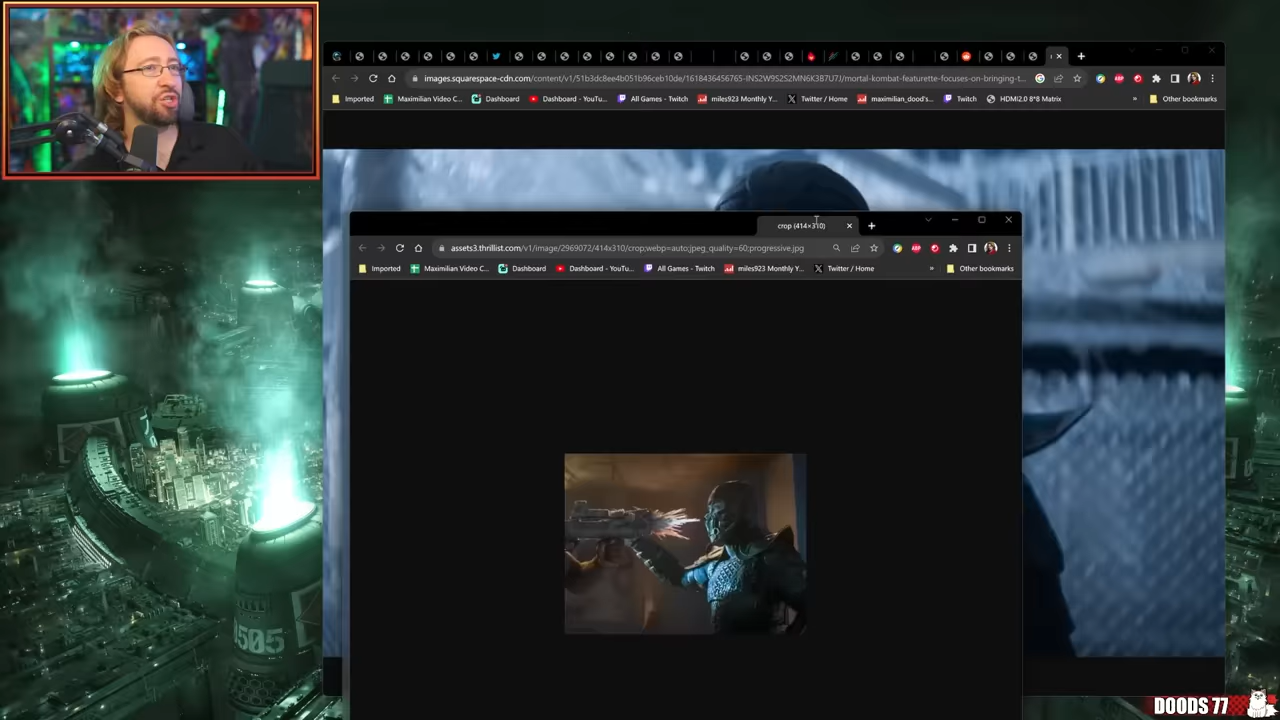 images.squarespace-cdn.com/content/v1/51b3dc8ee4b051b96ceb10de/1618436456765-INS2W9S2S2MN6K3B7U7J/mortal-kombat-featurette-focuses-on-bringing-t...
Imported
Maximilian Video C...
Dashboard
Dashboard - YouTu...
All Games - Twitch
miles923 Monthly Y...
Twitter / Home
maximilian_dood's...
Twitch
HDMI2.0 8*8 Matrix
»
Other bookmarks
crop (414×310)
assets3.thrillist.com/v1/image/2969072/414x310/crop;webp=auto;jpeg_quality=60;progressive.jpg
Imported
Maximilian Video C...
Dashboard
Dashboard - YouTu...
All Games - Twitch
miles923 Monthly Y...
Twitter / Home
»
Other bookmarks
DOODS 77